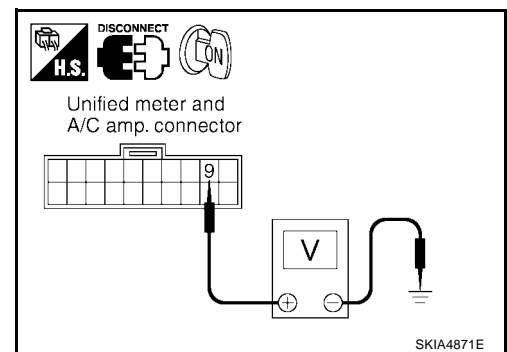 DISCONNECT
H.S.
ON
Unified meter and
A/C amp. connector
9
V
+ −
SKIA4871E